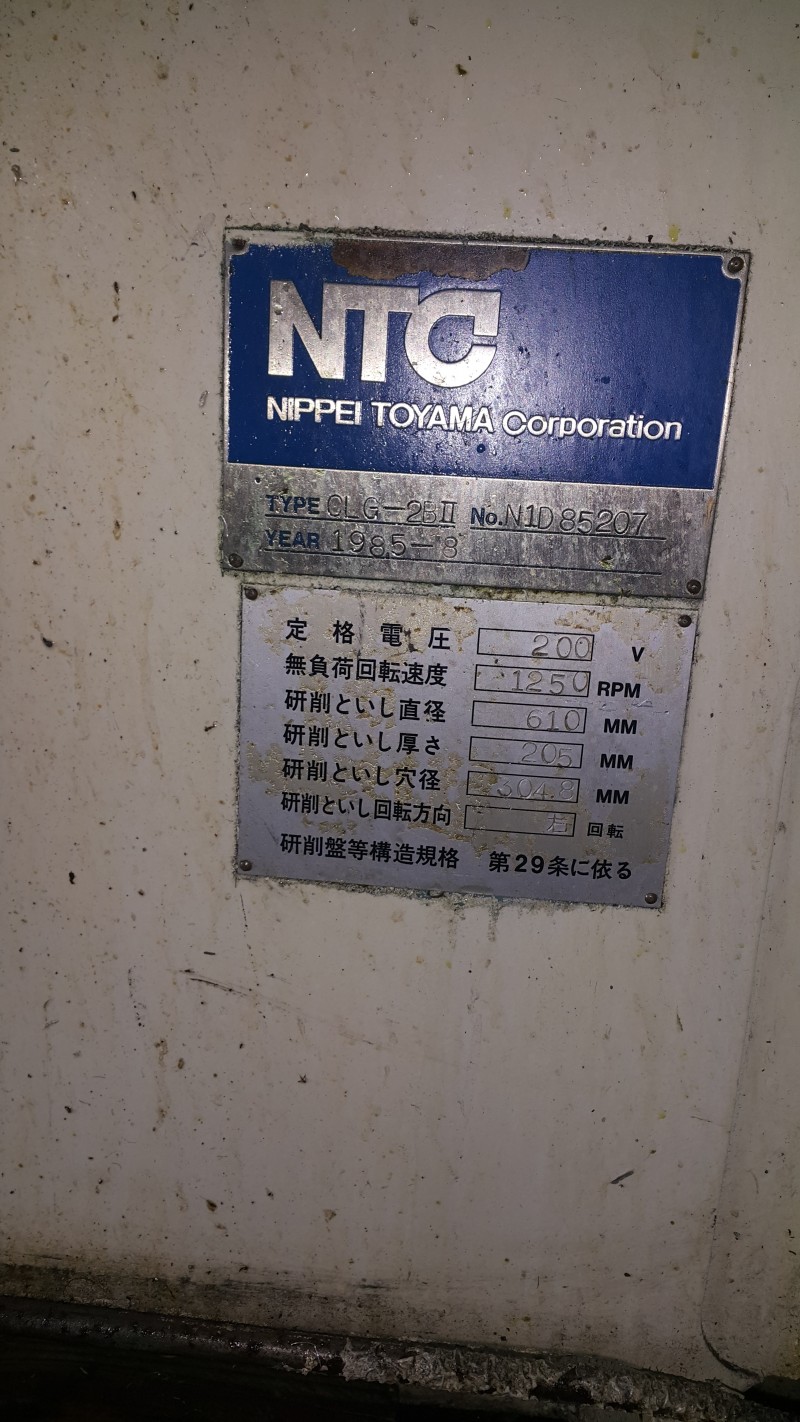 NTC
NIPPEI TOYAMA Corporation
TYPE CLG-2BⅡ No. N1D85207
YEAR 1985-8
定格電圧 200 V
無負荷回転速度 1250 RPM
研削といし直径 610 MM
研削といし厚さ 205 MM
研削といし穴径 304.8 MM
研削といし回転方向 右 回転
研削盤等構造規格 第29条に依る